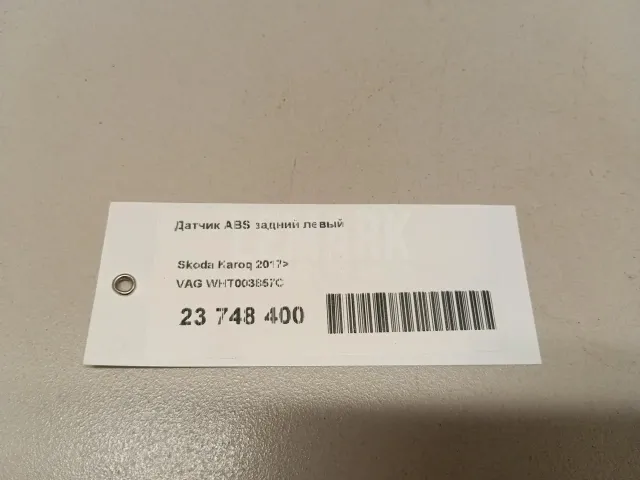 Датчик ABS задний левый
Skoda Karoq 2017>
VAG WHT003857C
23 748 400